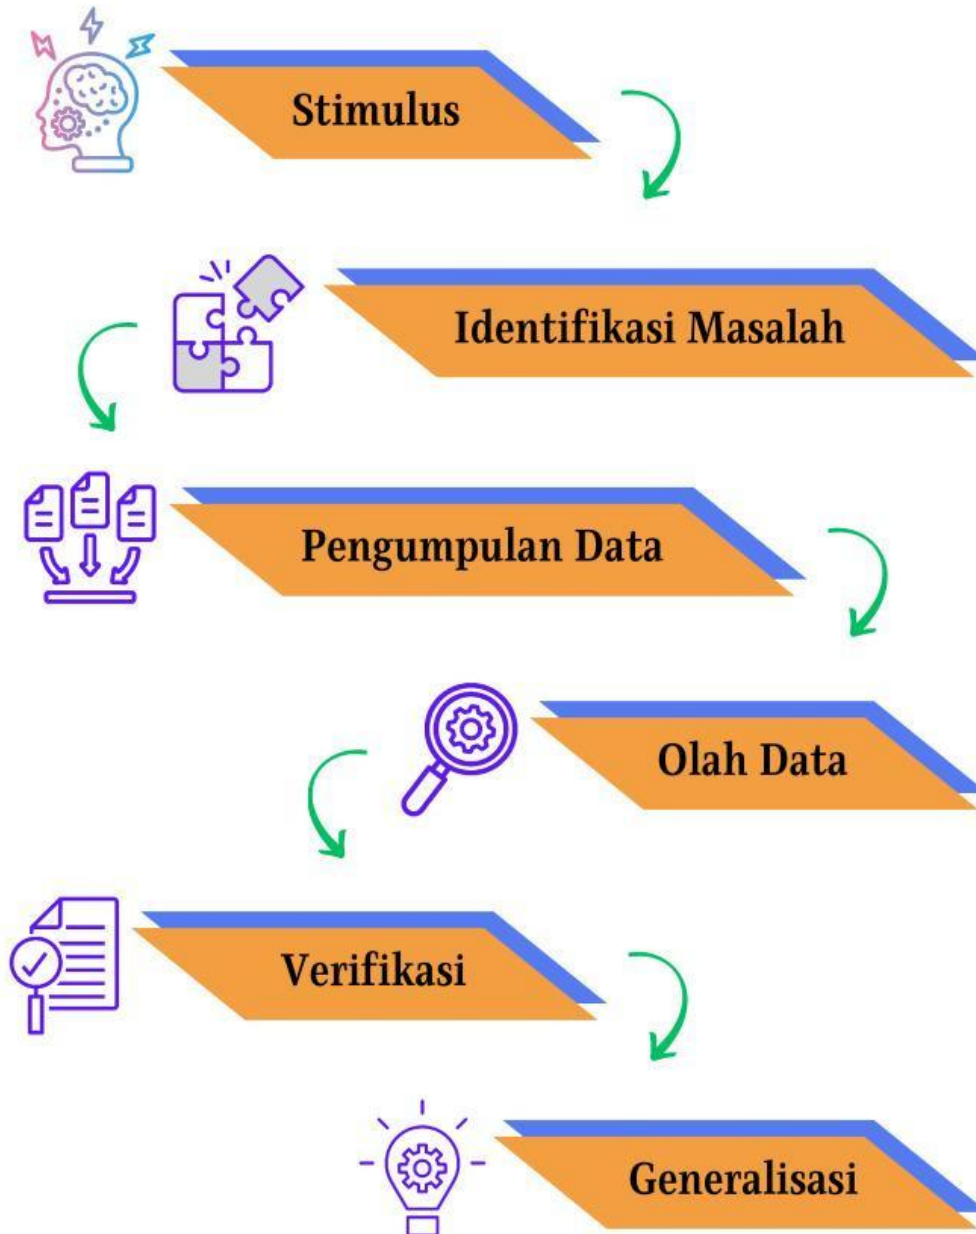 Stimulus
Identifikasi Masalah
Pengumpulan Data
Olah Data
Verifikasi
Generalisasi